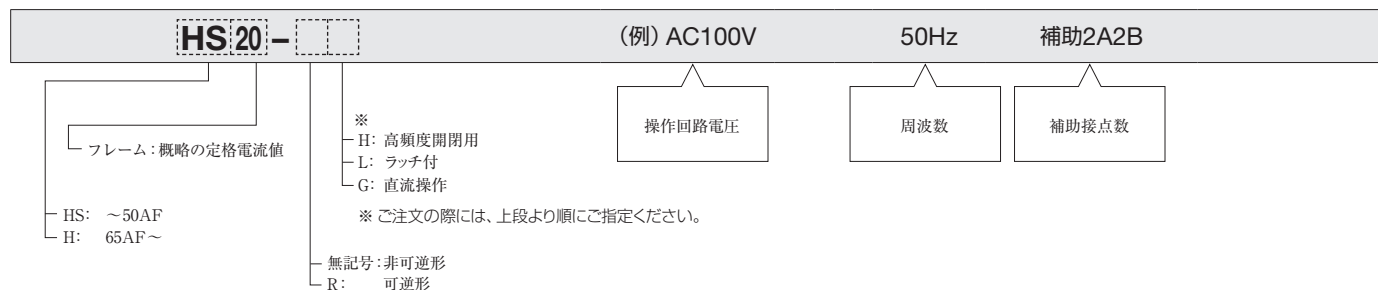 HS 20 – (例) AC100V 50Hz 補助2A2B
操作回路電圧
周波数
補助接点数
※
H: 高頻度開閉用
L: ラッチ付
G: 直流操作
フレーム:概略の定格電流値
※ ご注文の際には、上段より順にご指定ください。
HS: ~50AF
H: 65AF~
無記号:非可逆形
R: 可逆形